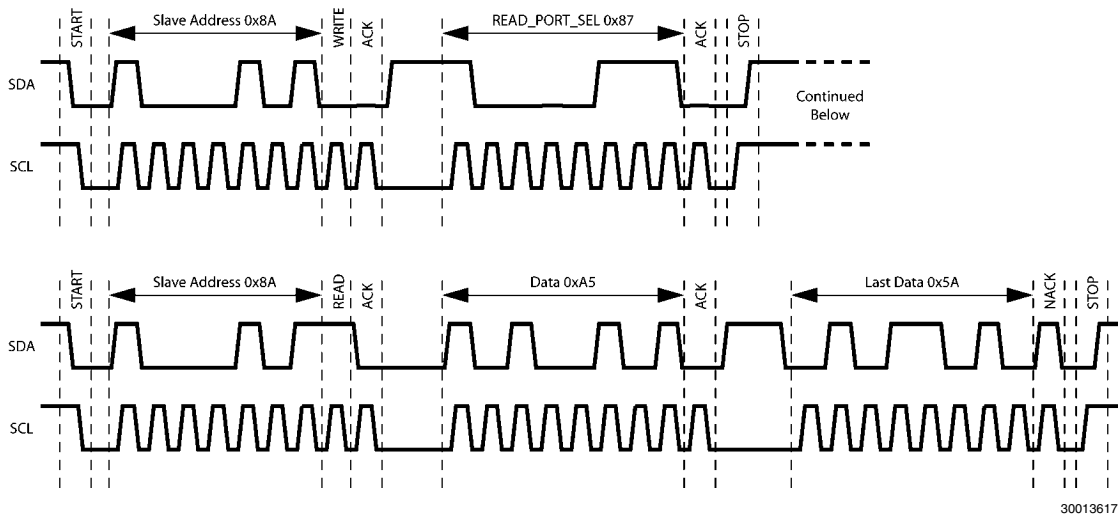 START
Slave Address 0x8A
WRITE
ACK
READ_PORT_SEL 0x87
ACK
STOP
SDA
SCL
Continued
Below
START
Slave Address 0x8A
READ
ACK
Data 0xA5
ACK
Last Data 0x5A
NACK
STOP
SDA
SCL
30013617